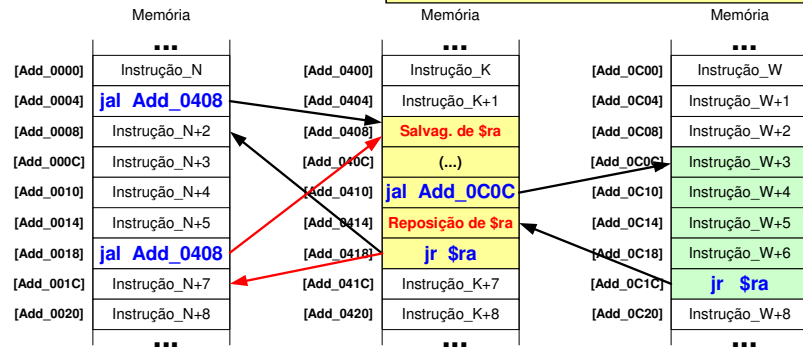 Memória Memória Memória
... ... ...
[Add_0000] Instrução_N [Add_0400] Instrução_K [Add_0C00] Instrução_W
[Add_0004] jal Add_0408 [Add_0404] Instrução_K+1 [Add_0C04] Instrução_W+1
[Add_0008] Instrução_N+2 [Add_0408] Salvag. de $ra [Add_0C08] Instrução_W+2
[Add_000C] Instrução_N+3 [Add_040C] (...) [Add_0C0C] Instrução_W+3
[Add_0010] Instrução_N+4 [Add_0410] jal Add_0C0C [Add_0C10] Instrução_W+4
[Add_0014] Instrução_N+5 [Add_0414] Reposição de $ra [Add_0C14] Instrução_W+5
[Add_0018] jal Add_0408 [Add_0418] jr $ra [Add_0C18] Instrução_W+6
[Add_001C] Instrução_N+7 [Add_041C] Instrução_K+7 [Add_0C1C] jr $ra
[Add_0020] Instrução_N+8 [Add_0420] Instrução_K+8 [Add_0C20] Instrução_W+8
... ... ...